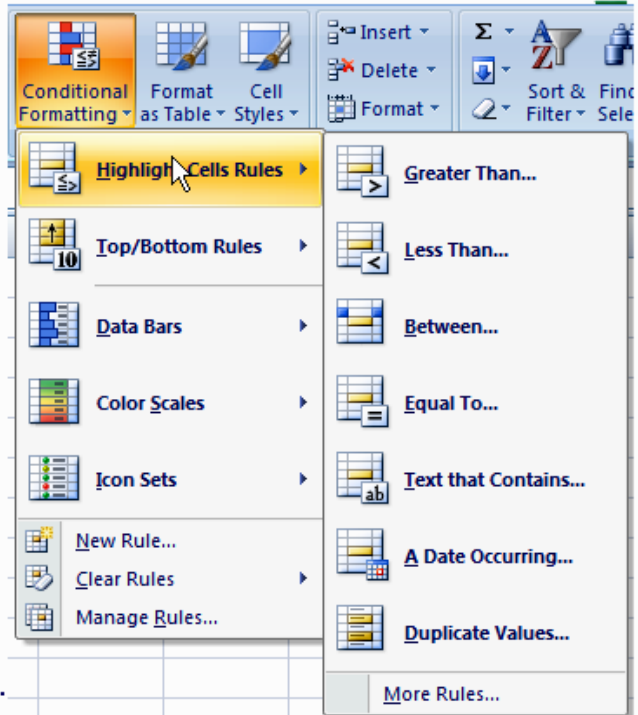 Conditional
Formatting
Format
as Table
Cell
Styles
Insert
Delete
Format
Σ
A
Z
Sort &
Filter
Highlight Cells Rules
Top/Bottom Rules
10
Data Bars
Color Scales
Icon Sets
New Rule...
Clear Rules
Manage Rules...
Greater Than...
>
Less Than...
<
Between...
Equal To...
=
Text that Contains...
ab
A Date Occurring...
Duplicate Values...
More Rules...